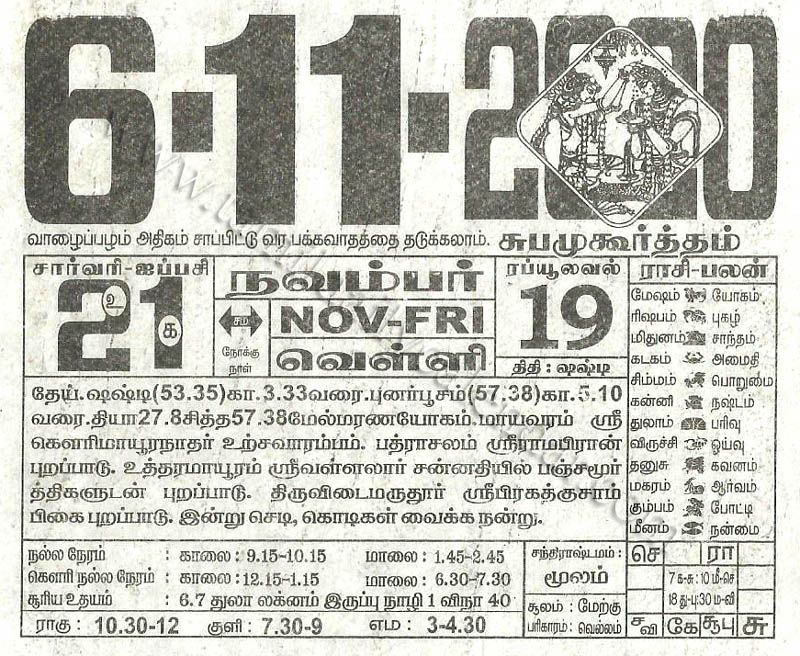 6-11-2020
வாழைப்பழம் அதிகம் சாப்பிட்டு வர பக்கவாதத்தை தடுக்கலாம். சுபமுகூர்த்தம்
சார்வரி-ஐப்பசி
21
உ
க
சம
நோக்கு
நாள்
நவம்பர்
NOV-FRI
வெள்ளி
ரப்யூலவல்
19
திதி : ஷஷ்டி
ராசி-பலன்
மேஷம் யோகம்
ரிஷபம் புகழ்
மிதுனம் சாந்தம்
கடகம் அமைதி
சிம்மம் பொறுமை
கன்னி நஷ்டம்
துலாம் பரிவு
விருச்சி ஓய்வு
தனுசு கவனம்
மகரம் ஆர்வம்
கும்பம் போட்டி
மீனம் நன்மை
தேய். ஷஷ்டி(53.35)கா.3.33வரை.புனர்பூசம்(57.38)கா.5.10
வரை.தியா27.8சித்த57.38மேல்மரணயோகம்.மாயவரம் ஸ்ரீ
கௌரிமாயூரநாதர் உற்சவாரம்பம். பத்ராசலம் ஸ்ரீராமபிரான்
புறப்பாடு. உத்தரமாயூரம் ஸ்ரீவள்ளலார் சன்னதியில் பஞ்சமூர்
த்திகளுடன் புறப்பாடு. திருவிடைமருதூர் ஸ்ரீபிரகத்குசாம்
பிகை புறப்பாடு. இன்று செடி, கொடிகள் வைக்க நன்று.
நல்ல நேரம் : காலை: 9.15-10.15 மாலை : 1.45-2.45
கௌரி நல்ல நேரம் : காலை: 12.15-1.15 மாலை : 6.30-7.30
சூரிய உதயம் : 6.7 துலா லக்னம் இருப்பு நாழி 1 விநா 40
ராகு : 10.30-12 குளி : 7.30-9 எம : 3-4.30
சந்திராஷ்டமம் :
மூலம்
சூலம் : மேற்கு
பரிகாரம் : வெல்லம்
செ ரா
7 க-சு : 10 மீ-செ
18 து-பு:30 ம-வி
ச வி கே சூபு சு